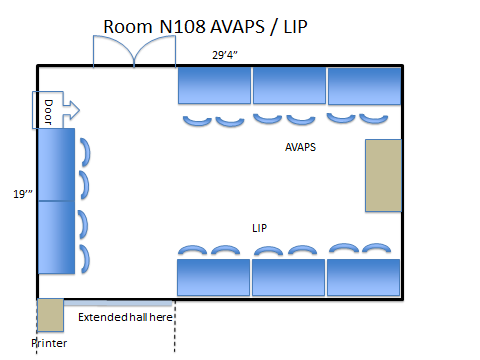 Room N108 AVAPS / LIP
29’4”
Door
AVAPS
19’”
LIP
Extended hall here
Printer